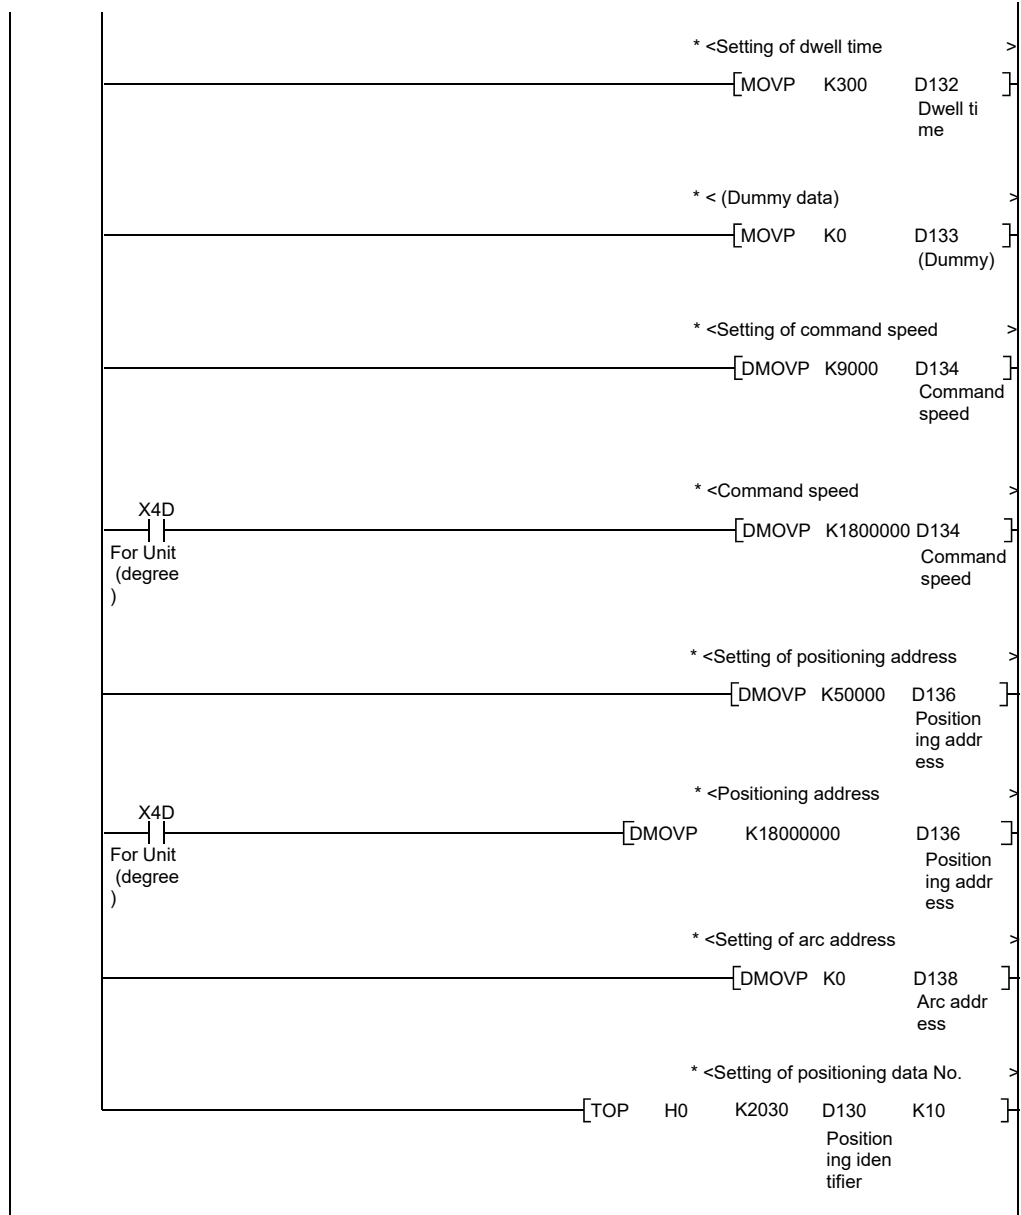 * <Setting of dwell time >
MOVP K300 D132
Dwell ti
me
* < (Dummy data) >
MOVP K0 D133
(Dummy)
* <Setting of command speed >
DMOVP K9000 D134
Command
speed
* <Command speed >
X4D
DMOVP K1800000 D134
For Unit
(degree
)
Command
speed
* <Setting of positioning address >
DMOVP K50000 D136
Position
ing addr
ess
* <Positioning address >
X4D
DMOVP K18000000 D136
For Unit
(degree
)
Position
ing addr
ess
* <Setting of arc address >
DMOVP K0 D138
Arc addr
ess
* <Setting of positioning data No. >
TOP H0 K2030 D130 K10
Position
ing iden
tifier